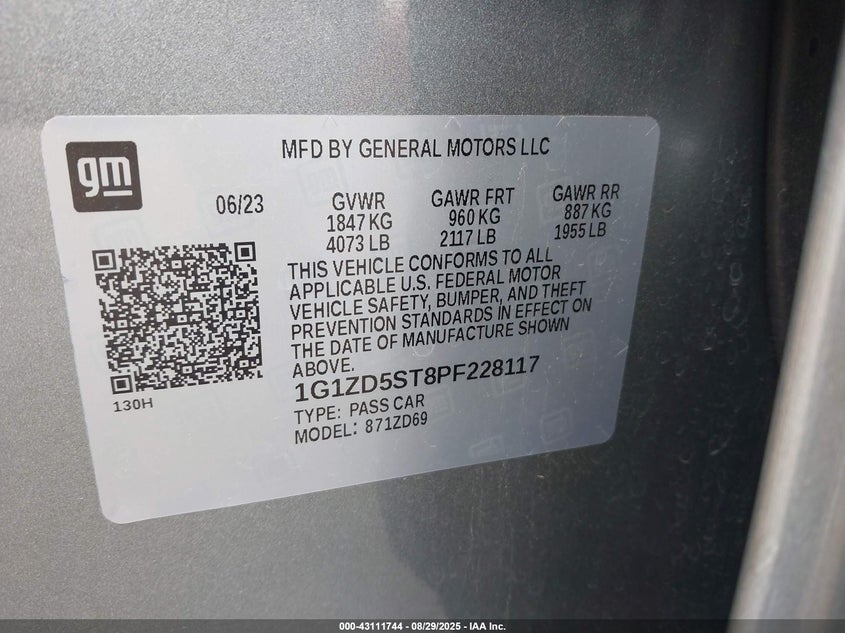 gm
MFD BY GENERAL MOTORS LLC
06/23 GVWR GAWR FRT GAWR RR
1847 KG 960 KG 887 KG
4073 LB 2117 LB 1955 LB
THIS VEHICLE CONFORMS TO ALL
APPLICABLE U.S. FEDERAL MOTOR
VEHICLE SAFETY, BUMPER, AND THEFT
PREVENTION STANDARDS IN EFFECT ON
THE DATE OF MANUFACTURE SHOWN
ABOVE.
130H
1G1ZD5ST8PF228117
TYPE: PASS CAR
MODEL: 871ZD69
000-43111744 - 08/29/2025 - IAA Inc.